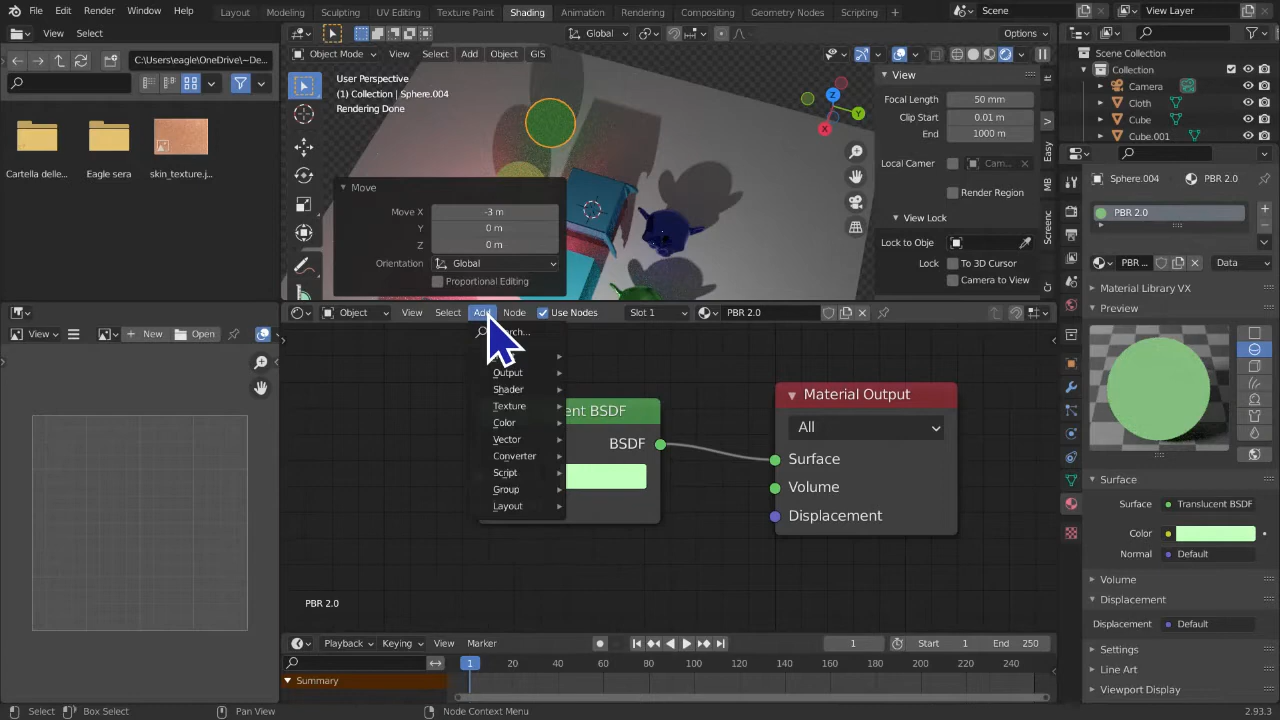 File Edit Render Window Help Layout Modeling Sculpting UV Editing Texture Paint Shading Animation Rendering Compositing Geometry Nodes Scripting + Scene View Layer
View Select
C:\Users\eagle\OneDrive\~De...
Cartella delle...
Eagle sera
skin_texture.j...
Global
Options
Object Mode View Select Add Object GIS
User Perspective
(1) Collection | Sphere.004
Rendering Done
Z
Y
X
Move
Move X -3 m
Y 0 m
Z 0 m
Orientation Global
Proportional Editing
View
Focal Length 50 mm
Clip Start 0.01 m
End 1000 m
Local Camer Cam...
Render Region
View Lock
Lock to Obje
Lock To 3D Cursor
Camera to View
It
V
Easy
MB
Screenc
Cr
Scene Collection
Collection
Camera
Cloth
Cube
Cube.001
Sphere.004 PBR 2.0
PBR 2.0
PBR ... Data
Material Library VX
Preview
Surface
Surface Translucent BSDF
Color
Normal Default
Volume
Displacement
Displacement Default
Settings
Line Art
Viewport Display
View New Open
Object View Select Add Node Use Nodes Slot 1 PBR 2.0
Output
Shader
Texture
Color
Vector
Converter
Script
Group
Layout
ent BSDF
BSDF
Material Output
All
Surface
Volume
Displacement
PBR 2.0
Playback Keying View Marker 1 Start 1 End 250
1 20 40 60 80 100 120 140 160 180 200 220 240
Summary
Select Box Select Pan View Node Context Menu 2.93.3